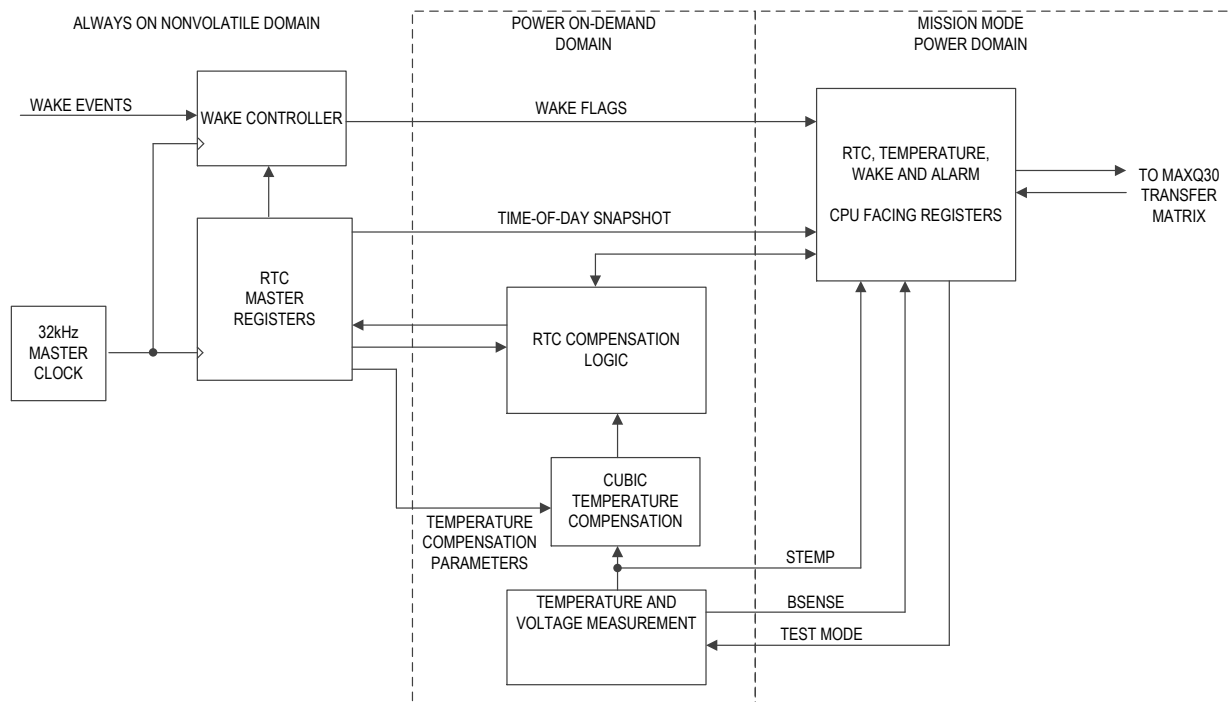 ALWAYS ON NONVOLATILE DOMAIN
POWER ON-DEMAND
DOMAIN
MISSION MODE
POWER DOMAIN
WAKE EVENTS
WAKE CONTROLLER
WAKE FLAGS
RTC, TEMPERATURE,
WAKE AND ALARM
CPU FACING REGISTERS
TO MAXQ30
TRANSFER
MATRIX
TIME-OF-DAY SNAPSHOT
RTC
MASTER
REGISTERS
32kHz
MASTER
CLOCK
RTC COMPENSATION
LOGIC
CUBIC
TEMPERATURE
COMPENSATION
TEMPERATURE
COMPENSATION
PARAMETERS
STEMP
TEMPERATURE AND
VOLTAGE MEASUREMENT
BSENSE
TEST MODE